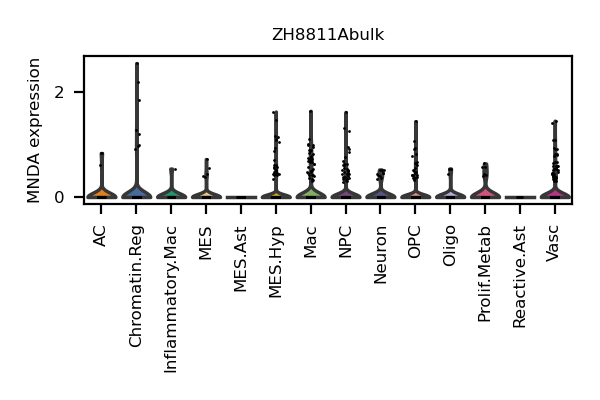 ZH8811Abulk
MNDA expression
2
0
AC
Chromatin.Reg
Inflammatory.Mac
MES
MES.Ast
MES.Hyp
Mac
NPC
Neuron
OPC
Oligo
Prolif.Metab
Reactive.Ast
Vasc